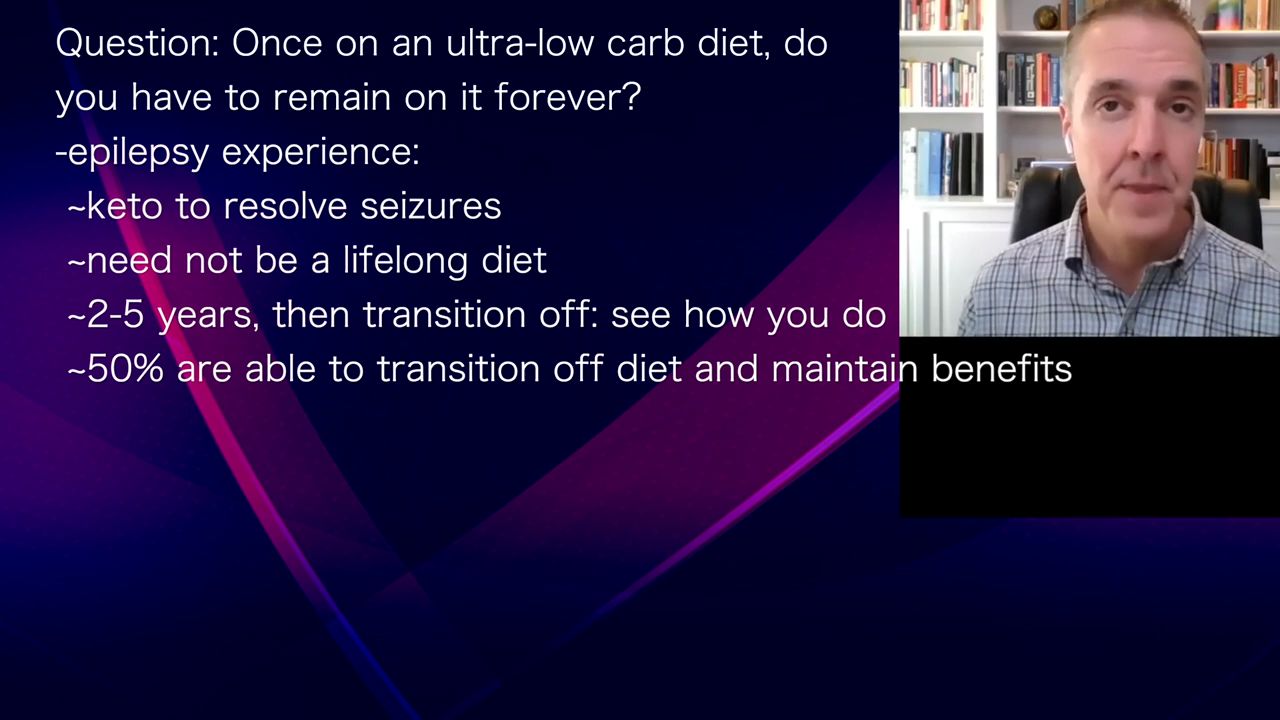 Question: Once on an ultra-low carb diet, do
you have to remain on it forever?
-epilepsy experience:
~keto to resolve seizures
~need not be a lifelong diet
~2-5 years, then transition off: see how you do
~50% are able to transition off diet and maintain benefits